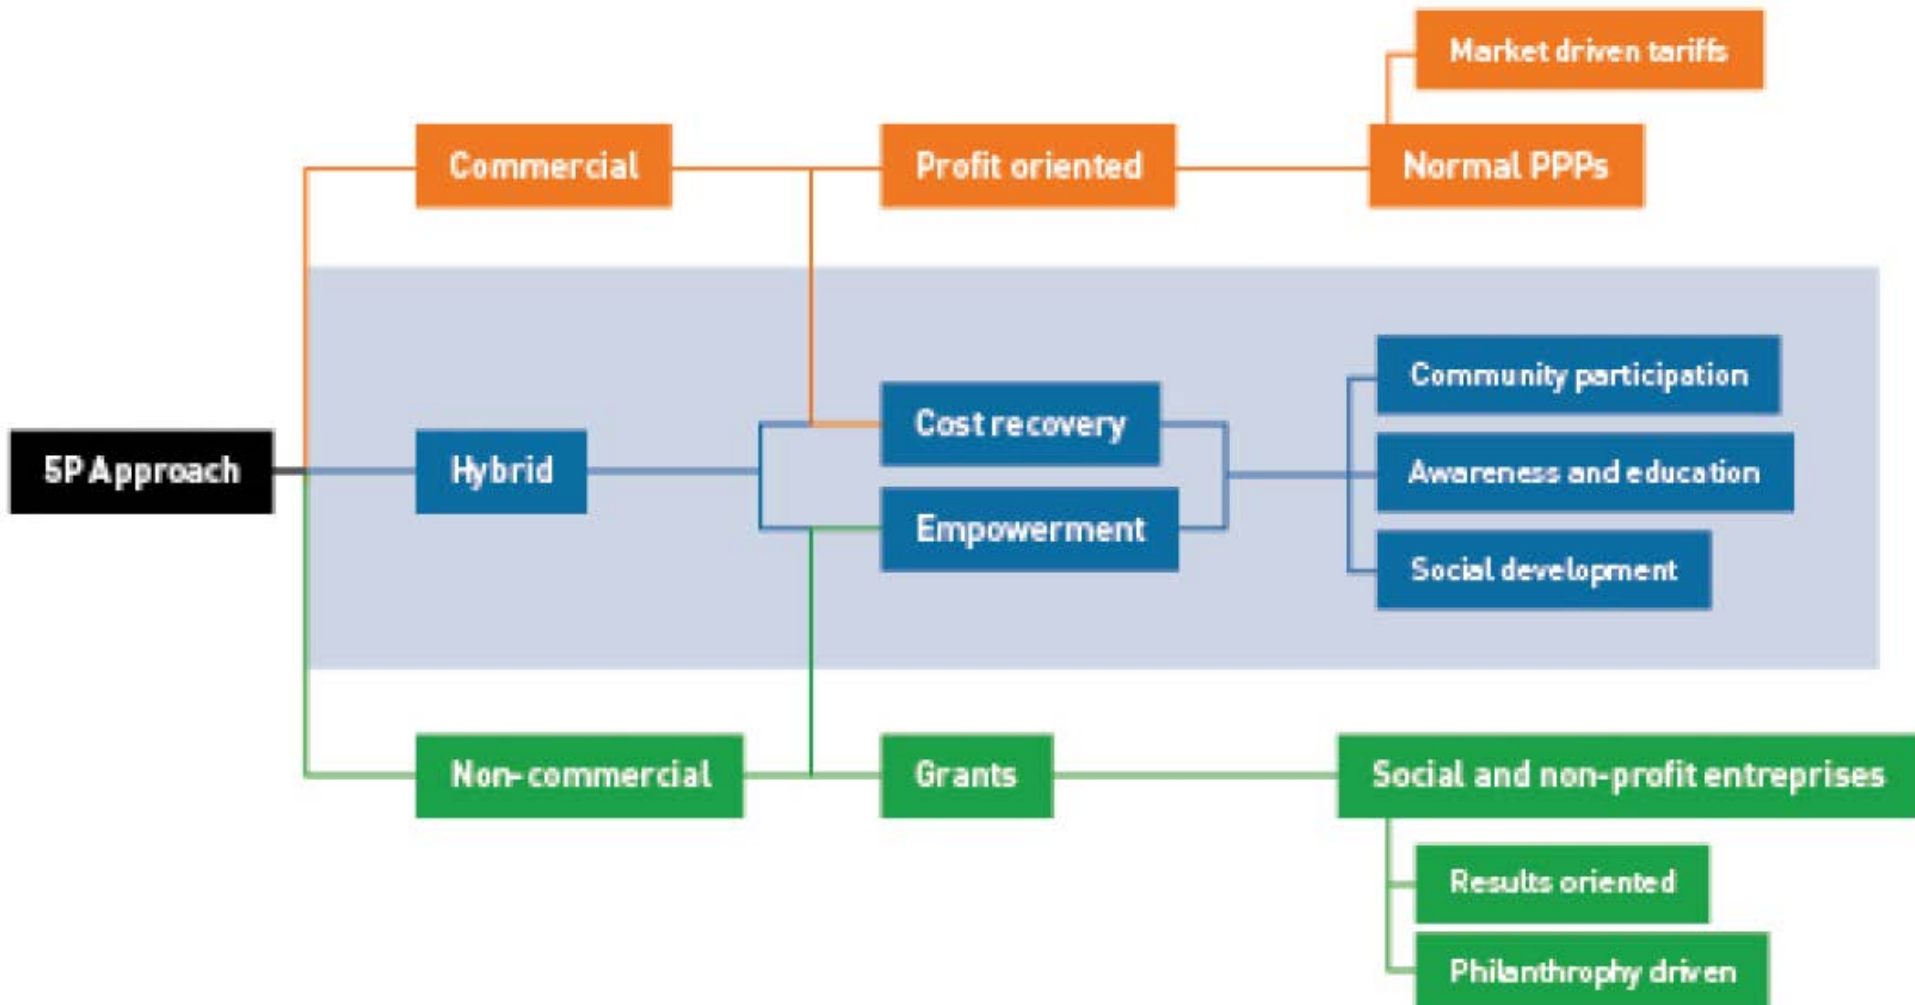 Market driven tariffs
Commercial
Profit oriented
Normal PPPs
Community participation
Cost recovery
5P Approach
Hybrid
Awareness and education
Empowerment
Social development
Non-commercial
Grants
Social and non-profit entreprises
Results oriented
Philanthrophy driven